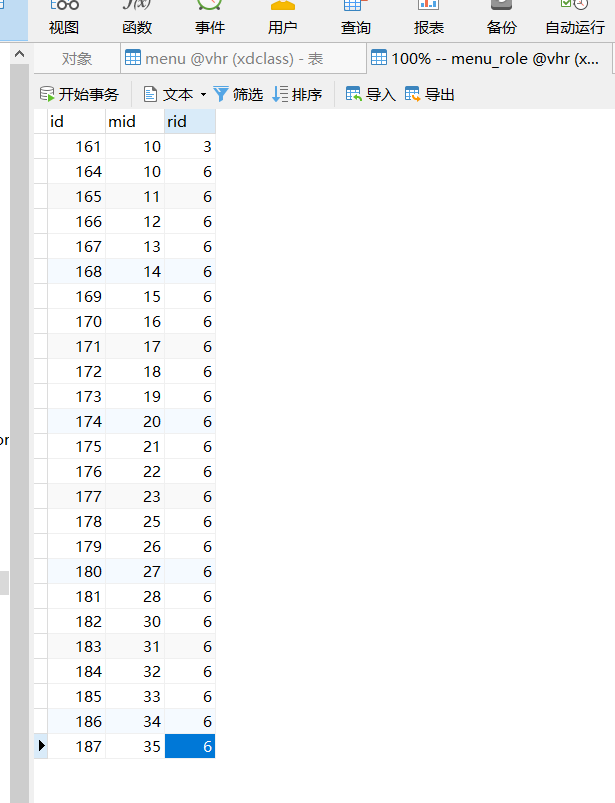 视图 函数 事件 用户 查询 报表 备份 自动运行
对象 menu @vhr (xdclass) - 表 100% -- menu_role @vhr (x...
开始事务 文本 筛选 排序 导入 导出
id mid rid
161 10 3
164 10 6
165 11 6
166 12 6
167 13 6
168 14 6
169 15 6
170 16 6
171 17 6
172 18 6
173 19 6
174 20 6
or
175 21 6
176 22 6
177 23 6
178 25 6
179 26 6
180 27 6
181 28 6
182 30 6
183 31 6
184 32 6
185 33 6
186 34 6
187 35 6